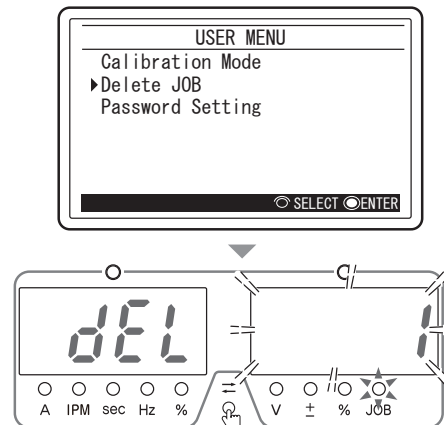 USER MENU
Calibration Mode
Delete JOB
Password Setting
SELECT ENTER
dEL 1
A IPM sec Hz % V ± % JOB